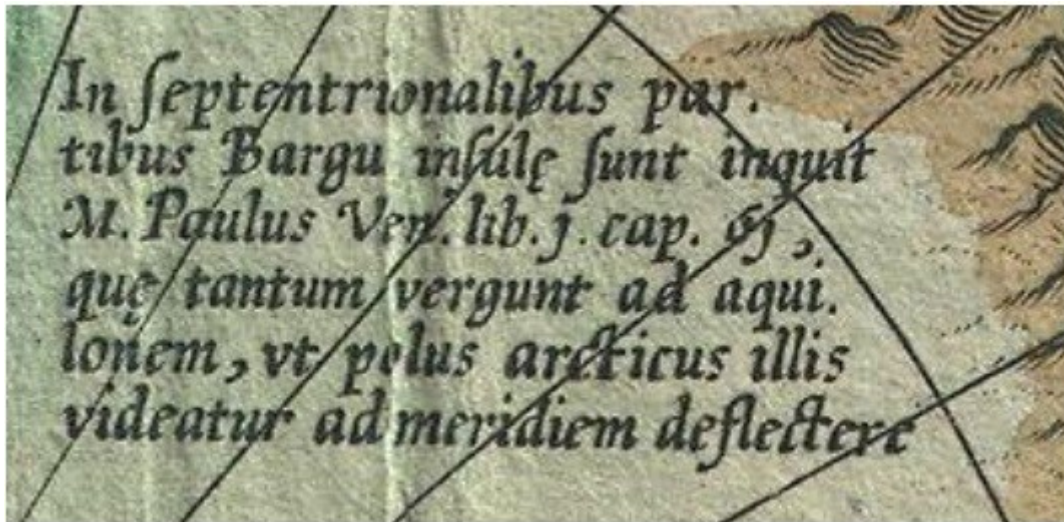 In ſeptentrionalibus par.
tibus Bargu inſulę ſunt inquit
M. Paulus Ven. lib. j. cap. 61,
quę tantum vergunt ad aqui.
lonem, vt polus arcticus illis
videatur ad meridiem deflectere